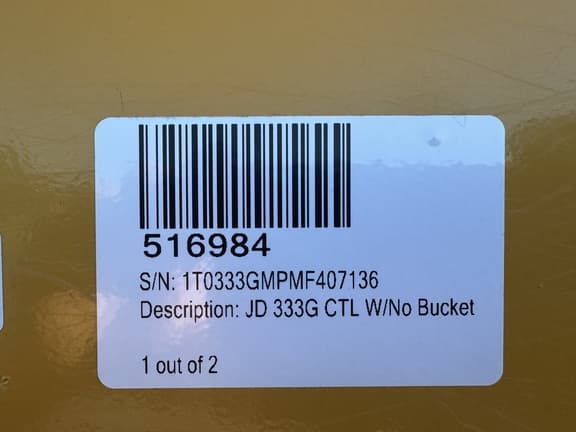 516984
S/N: 1T0333GMPMF407136
Description: JD 333G CTL W/No Bucket
1 out of 2